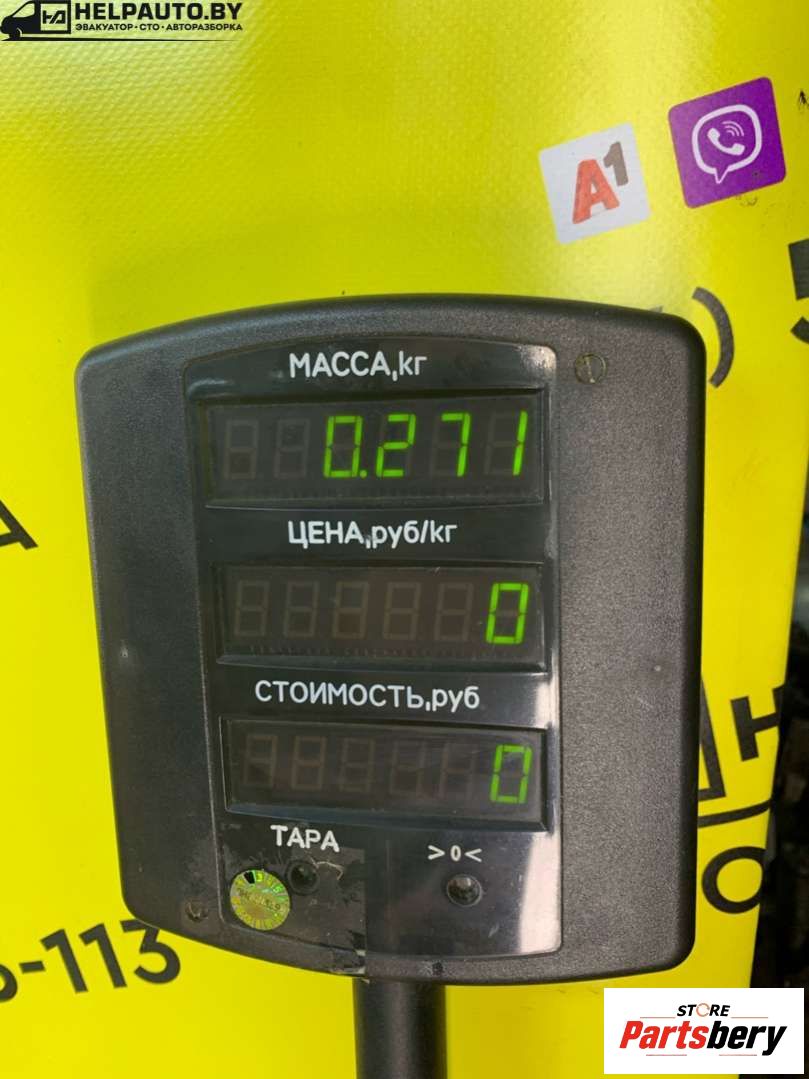 HELPAUTO.BY
ЭВАКУАТОР•СТО•АВТОРАЗБОРКА
A1
МАССА,кг
0.271
ЦЕНА,руб/кг
0
СТОИМОСТЬ,руб
0
ТАРА
>0<
-113
STORE
Partsbery